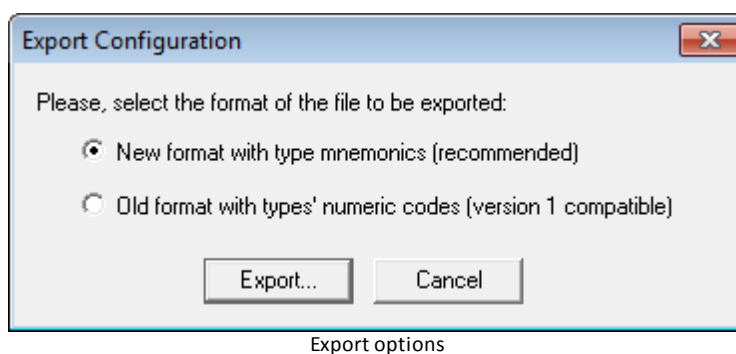 Export Configuration
Please, select the format of the file to be exported:
New format with type mnemonics (recommended)
Old format with types' numeric codes (version 1 compatible)
Export... Cancel
Export options